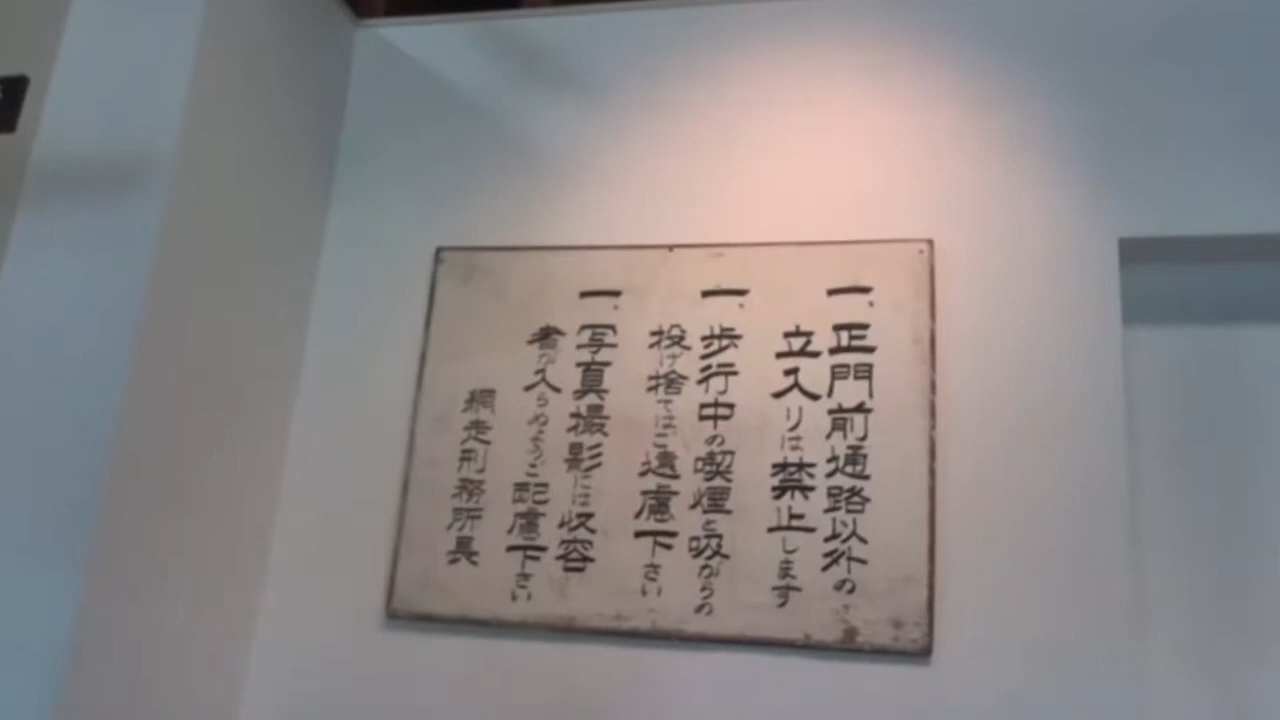 一、正門前通路以外の
立入りは禁止します
一、歩行中の喫煙と吸がらの
投げ捨てはご遠慮下さい
一、写真撮影には収容
者が入らぬようご配慮下さい
網走刑務所長